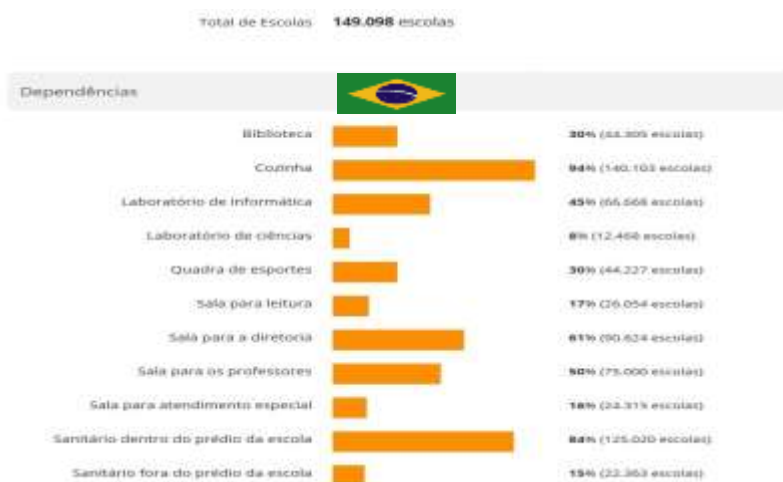 Total de Escolas 149.098 escolas
Dependências
Biblioteca 30% (44.305 escolas)
Cozinha 94% (140.103 escolas)
Laboratório de informática 45% (66.668 escolas)
Laboratório de ciências 8% (12.468 escolas)
Quadra de esportes 30% (44.227 escolas)
Sala para leitura 17% (26.054 escolas)
Sala para a diretoria 61% (90.624 escolas)
Sala para os professores 50% (75.000 escolas)
Sala para atendimento especial 16% (24.315 escolas)
Sanitário dentro do prédio da escola 84% (125.020 escolas)
Sanitário fora do prédio da escola 15% (22.363 escolas)